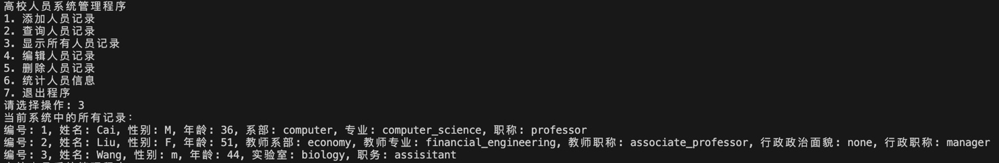 高校人员系统管理程序
1. 添加人员记录
2. 查询人员记录
3. 显示所有人员记录
4. 编辑人员记录
5. 删除人员记录
6. 统计人员信息
7. 退出程序
请选择操作: 3
当前系统中的所有记录:
编号: 1, 姓名: Cai, 性别: M, 年龄: 36, 系部: computer, 专业: computer_science, 职称: professor
编号: 2, 姓名: Liu, 性别: F, 年龄: 51, 教师系部: economy, 教师专业: financial_engineering, 教师职称: associate_professor, 行政政治面貌: none, 行政职称: manager
编号: 3, 姓名: Wang, 性别: m, 年龄: 44, 实验室: biology, 职务: assisitant